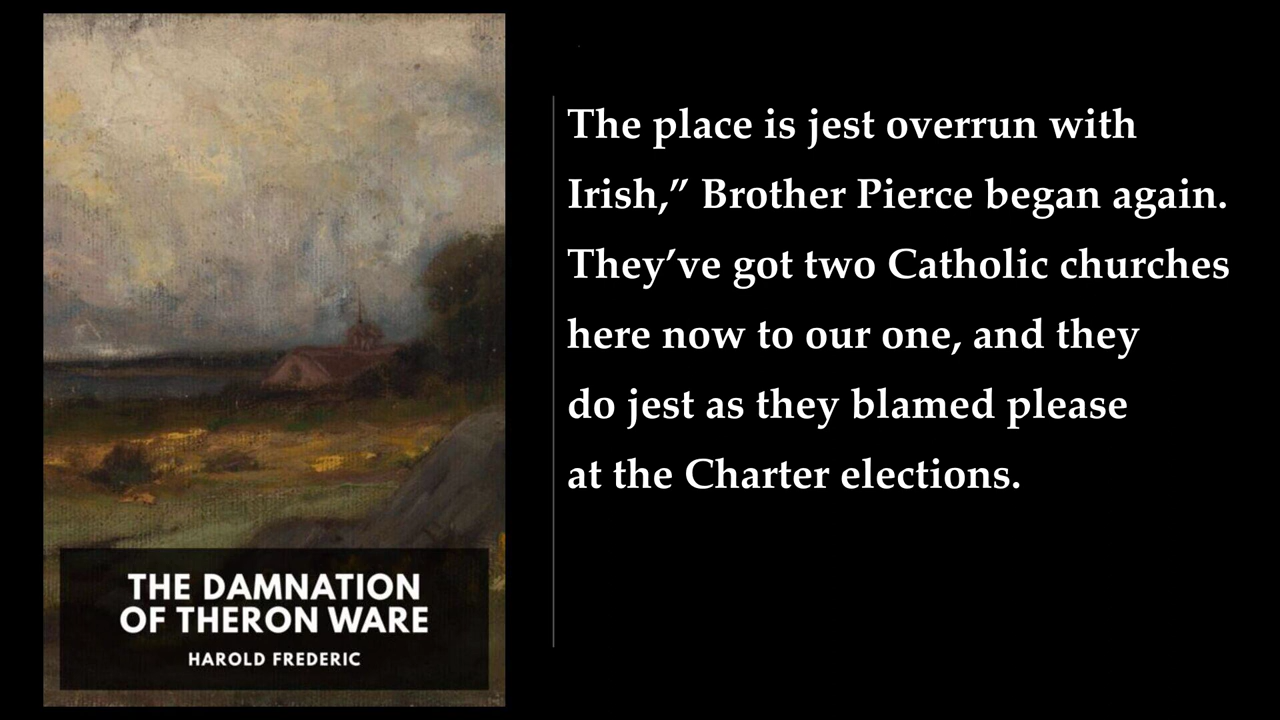 The place is jest overrun with
Irish,” Brother Pierce began again.
They’ve got two Catholic churches
here now to our one, and they
do jest as they blamed please
at the Charter elections.
THE DAMNATION
OF THERON WARE
HAROLD FREDERIC